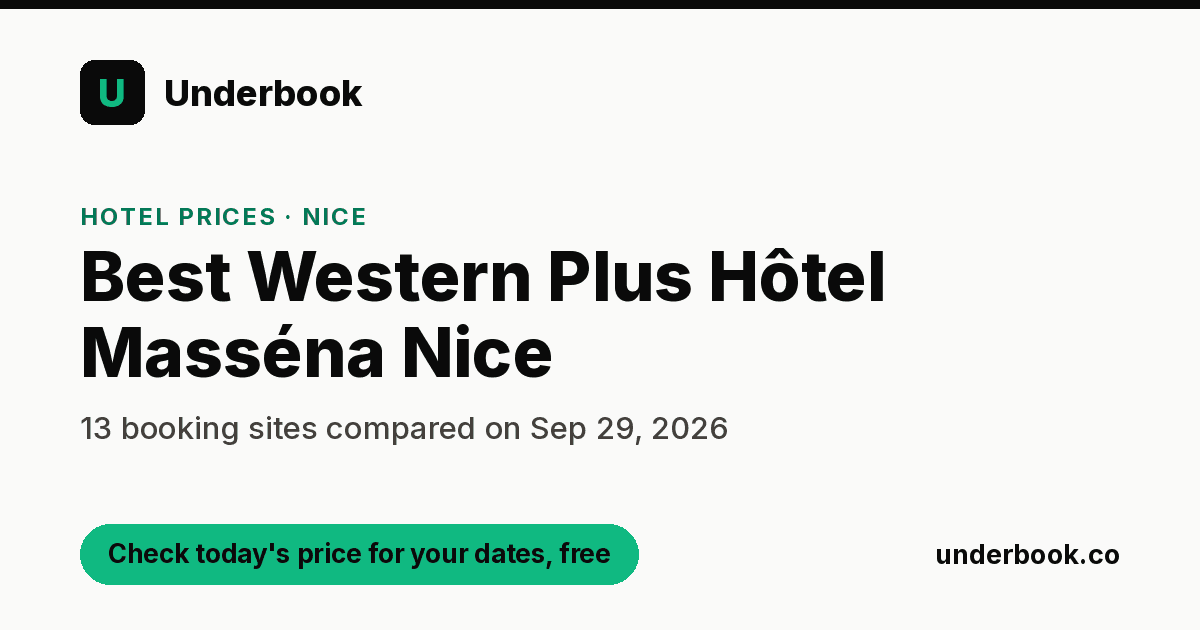 U
Underbook
HOTEL PRICES · NICE
Best Western Plus Hôtel
Masséna Nice
13 booking sites compared on Sep 29, 2026
Check today's price for your dates, free
underbook.co